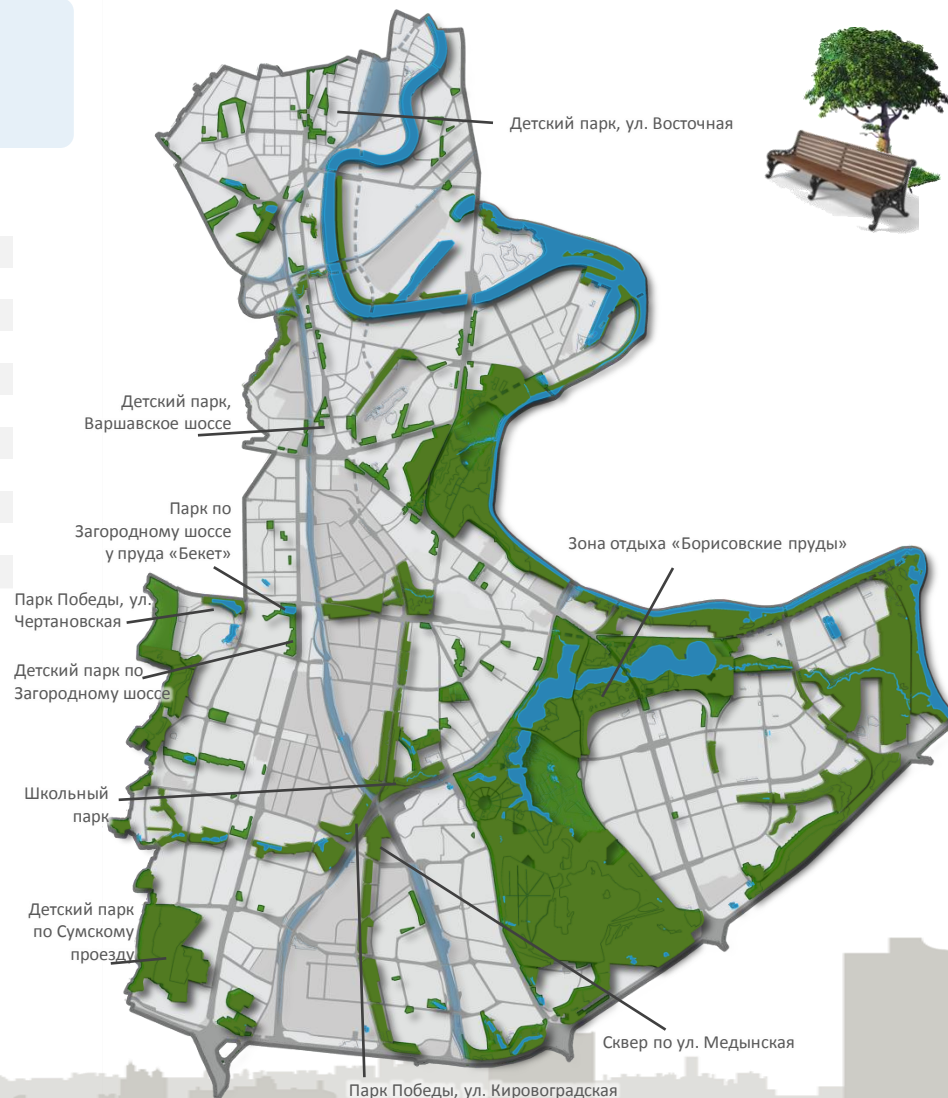 Детский парк, ул. Восточная
Детский парк,
Варшавское шоссе
Парк по
Загородному шоссе
у пруда «Бекет»
Зона отдыха «Борисовские пруды»
Парк Победы, ул.
Чертановская
Детский парк по
Загородному шоссе
Школьный
парк
Детский парк
по Сумскому
проезду
Сквер по ул. Медынская
Парк Победы, ул. Кировоградская